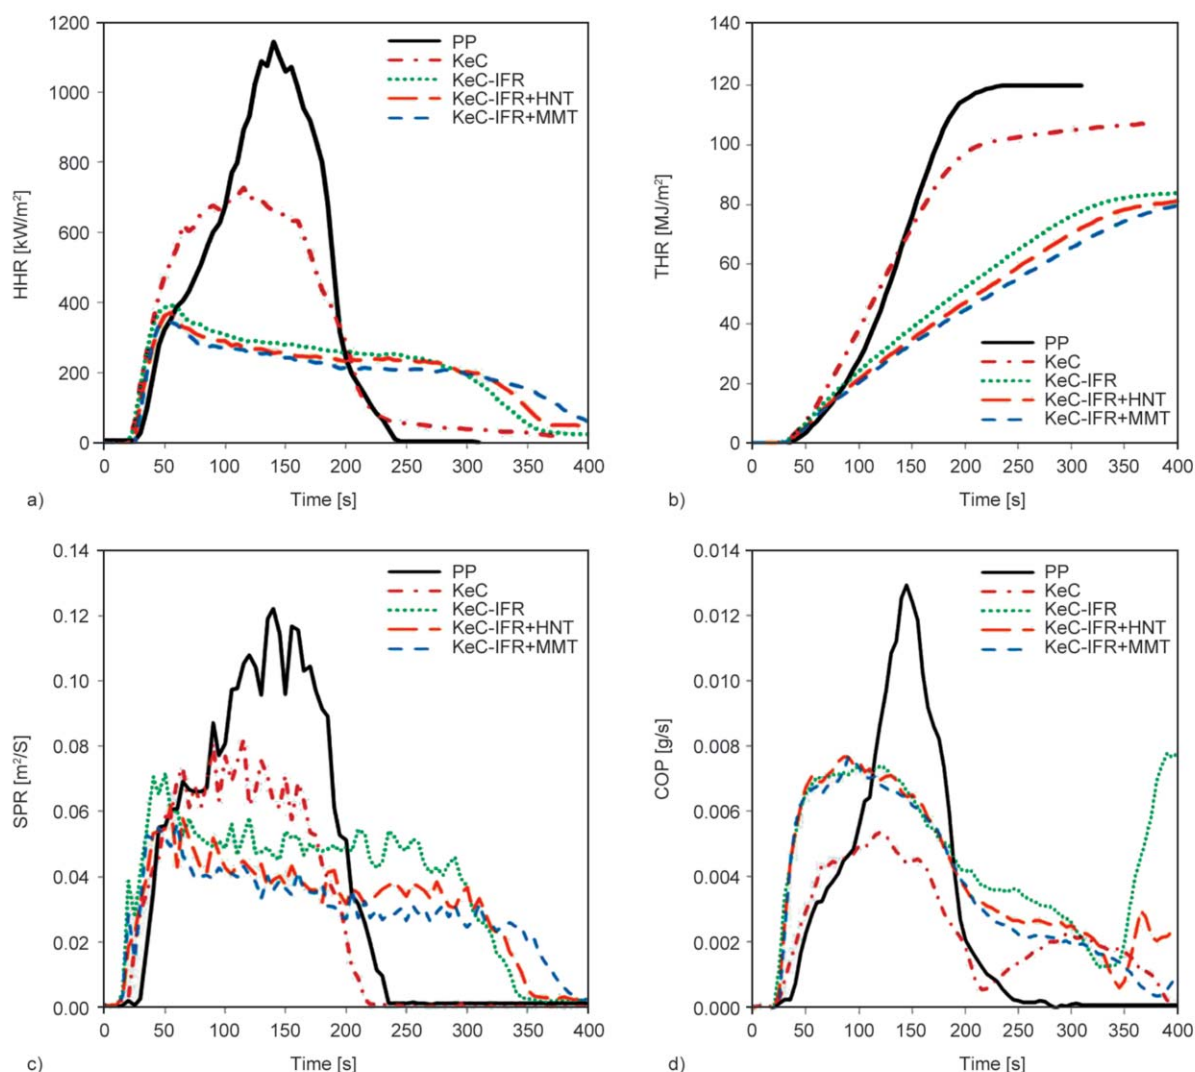 1200
1000
800
600
400
200
0
HHR [kW/m²]
PP
KeC
KeC-IFR
KeC-IFR+HNT
KeC-IFR+MMT
0 50 100 150 200 250 300 350 400
Time [s]
a)
140
120
100
80
60
40
20
0
THR [MJ/m²]
PP
KeC
KeC-IFR
KeC-IFR+HNT
KeC-IFR+MMT
0 50 100 150 200 250 300 350 400
Time [s]
b)
0.14
0.12
0.10
0.08
0.06
0.04
0.02
0.00
SPR [m²/S]
PP
KeC
KeC-IFR
KeC-IFR+HNT
KeC-IFR+MMT
0 50 100 150 200 250 300 350 400
Time [s]
c)
0.014
0.012
0.010
0.008
0.006
0.004
0.002
0.000
COP [g/s]
PP
KeC
KeC-IFR
KeC-IFR+HNT
KeC-IFR+MMT
0 50 100 150 200 250 300 350 400
Time [s]
d)